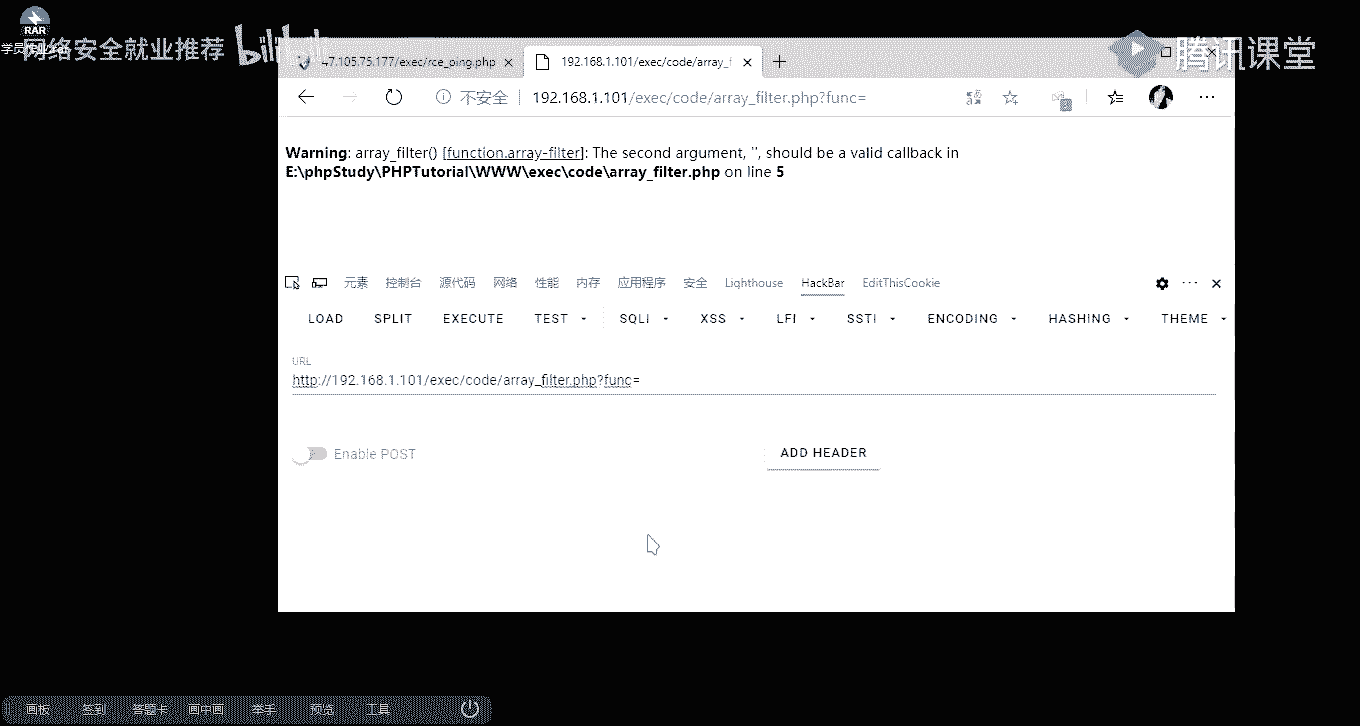 RAR
网络安全就业推荐
腾讯课堂
47.105.75.177/exec/rce_ping.php
192.168.1.101/exec/code/array_f
不安全
192.168.1.101/exec/code/array_filter.php?func=
Warning: array_filter() [function.array-filter]: The second argument, '', should be a valid callback in
E:\phpStudy\PHPTutorial\WWW\exec\code\array_filter.php on line 5
元素 控制台 源代码 网络 性能 内存 应用程序 安全 Lighthouse HackBar EditThisCookie
LOAD SPLIT EXECUTE TEST SQLI XSS LFI SSTI ENCODING HASHING THEME
URL
http://192.168.1.101/exec/code/array_filter.php?func=
Enable POST
ADD HEADER
画板 签到 答题卡 画中画 举手 预览 工具